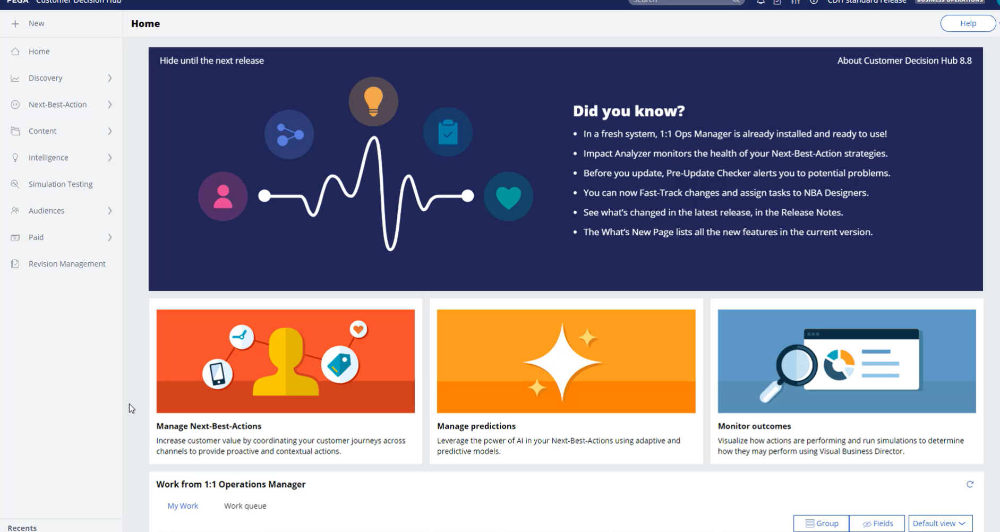 PEGA Customer Decision Hub
Search
CDH standard release
BUSINESS OPERATIONS
New
Home
Help
Home
Discovery
Next-Best-Action
Content
Intelligence
Simulation Testing
Audiences
Paid
Revision Management
Recents
Hide until the next release
About Customer Decision Hub 8.8
Did you know?
• In a fresh system, 1:1 Ops Manager is already installed and ready to use!
• Impact Analyzer monitors the health of your Next-Best-Action strategies.
• Before you update, Pre-Update Checker alerts you to potential problems.
• You can now Fast-Track changes and assign tasks to NBA Designers.
• See what's changed in the latest release, in the Release Notes.
• The What's New Page lists all the new features in the current version.
Manage Next-Best-Actions
Increase customer value by coordinating your customer journeys across
channels to provide proactive and contextual actions.
Manage predictions
Leverage the power of AI in your Next-Best-Actions using adaptive and
predictive models.
Monitor outcomes
Visualize how actions are performing and run simulations to determine
how they may perform using Visual Business Director.
Work from 1:1 Operations Manager
My Work
Work queue
Group
Fields
Default view